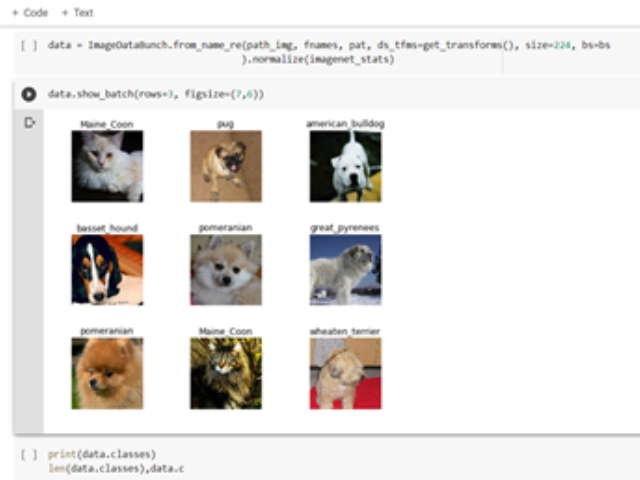 + Code + Text
[ ] data = ImageDataBunch.from_name_re(path_img, fnames, pat, ds_tfms=get_transforms(), size=224, bs=bs
).normalize(imagenet_stats)
data.show_batch(rows=3, figsize=(7,6))
Maine_Coon pug american_bulldog
basset_hound pomeranian great_pyrenees
pomeranian Maine_Coon wheaten_terrier
[ ] print(data.classes)
len(data.classes),data.c